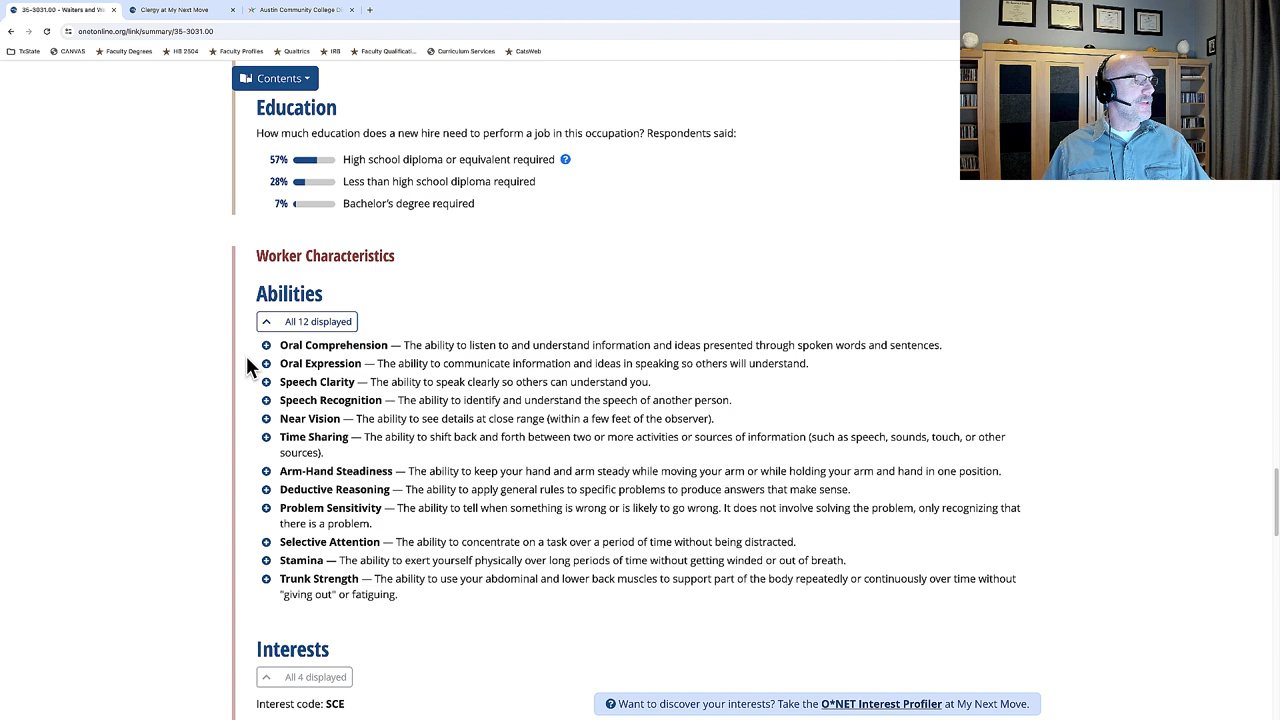 35-3031.00 - Waiters and W
Clergy at My Next Move
Austin Community College Di
onetonline.org/link/summary/35-3031.00
TxState
CANVAS
Faculty Degrees
HB 2504
Faculty Profiles
Qualtrics
IRB
Faculty Qualificati...
Curriculum Services
CatsWeb
Contents
Education
How much education does a new hire need to perform a job in this occupation? Respondents said:
57% High school diploma or equivalent required ?
28% Less than high school diploma required
7% Bachelor's degree required
Worker Characteristics
Abilities
All 12 displayed
Oral Comprehension — The ability to listen to and understand information and ideas presented through spoken words and sentences.
Oral Expression — The ability to communicate information and ideas in speaking so others will understand.
Speech Clarity — The ability to speak clearly so others can understand you.
Speech Recognition — The ability to identify and understand the speech of another person.
Near Vision — The ability to see details at close range (within a few feet of the observer).
Time Sharing — The ability to shift back and forth between two or more activities or sources of information (such as speech, sounds, touch, or other
sources).
Arm-Hand Steadiness — The ability to keep your hand and arm steady while moving your arm or while holding your arm and hand in one position.
Deductive Reasoning — The ability to apply general rules to specific problems to produce answers that make sense.
Problem Sensitivity — The ability to tell when something is wrong or is likely to go wrong. It does not involve solving the problem, only recognizing that
there is a problem.
Selective Attention — The ability to concentrate on a task over a period of time without being distracted.
Stamina — The ability to exert yourself physically over long periods of time without getting winded or out of breath.
Trunk Strength — The ability to use your abdominal and lower back muscles to support part of the body repeatedly or continuously over time without
"giving out" or fatiguing.
Interests
All 4 displayed
Interest code: SCE
? Want to discover your interests? Take the O*NET Interest Profiler at My Next Move.